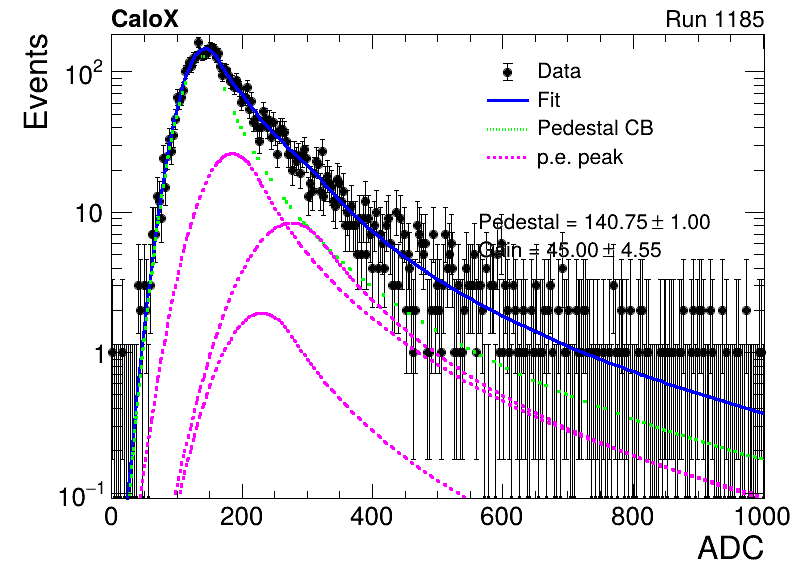 CaloX Run 1185
Events
Data
Fit
Pedestal CB
p.e. peak
Pedestal = 140.75 ± 1.00
Gain = 45.00 ± 4.55
10²
10
1
10⁻¹
0 200 400 600 800 1000
ADC